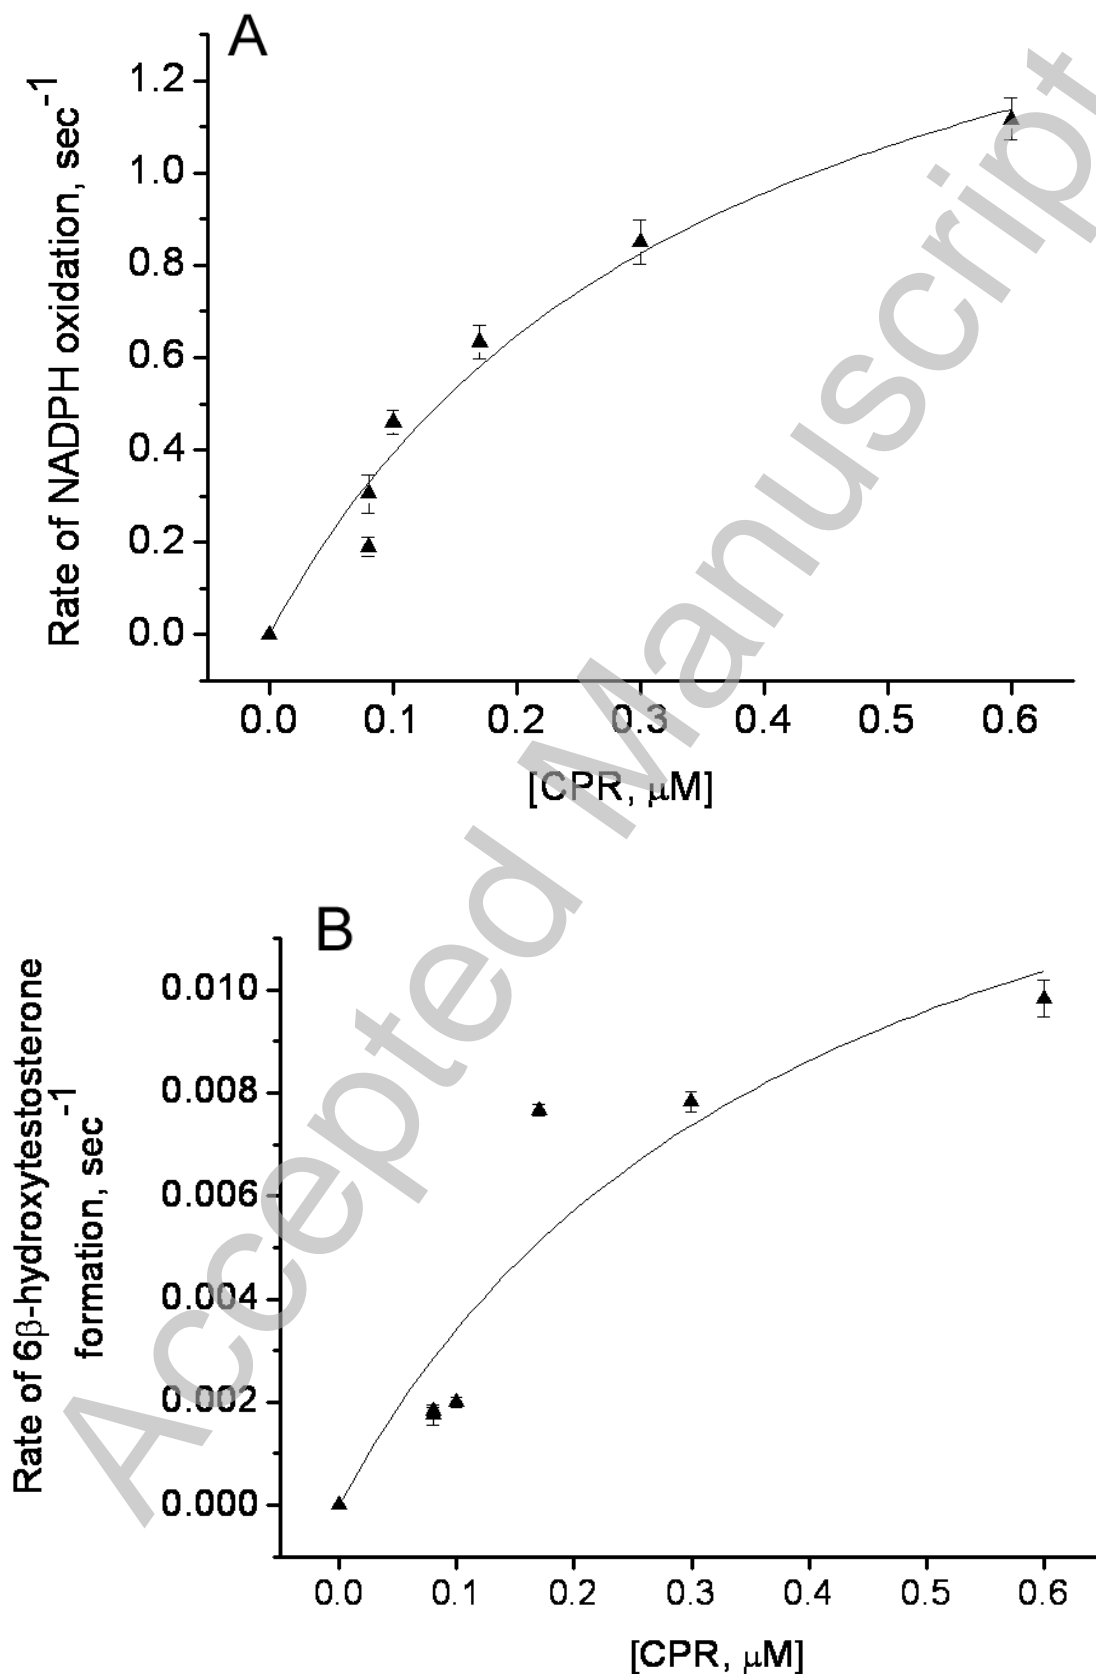 A
Rate of NADPH oxidation, sec-1
1.2
1.0
0.8
0.6
0.4
0.2
0.0
0.0 0.1 0.2 0.3 0.4 0.5 0.6
[CPR, μM]
B
Rate of 6β-hydroxytestosterone
formation, sec-1
0.010
0.008
0.006
0.004
0.002
0.000
0.0 0.1 0.2 0.3 0.4 0.5 0.6
[CPR, μM]
Accepted Manuscript